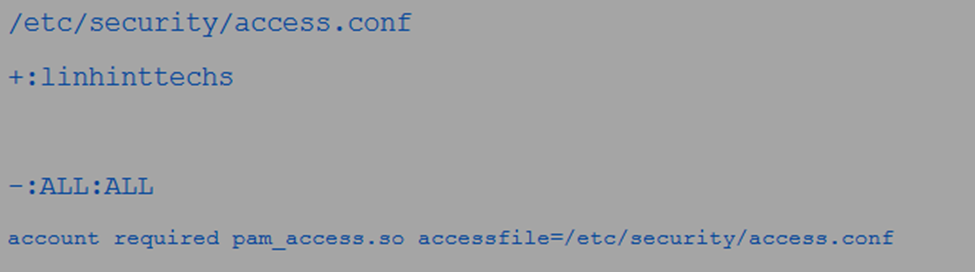 /etc/security/access.conf
+:linhinttechs
-:ALL:ALL
account required pam_access.so accessfile=/etc/security/access.conf